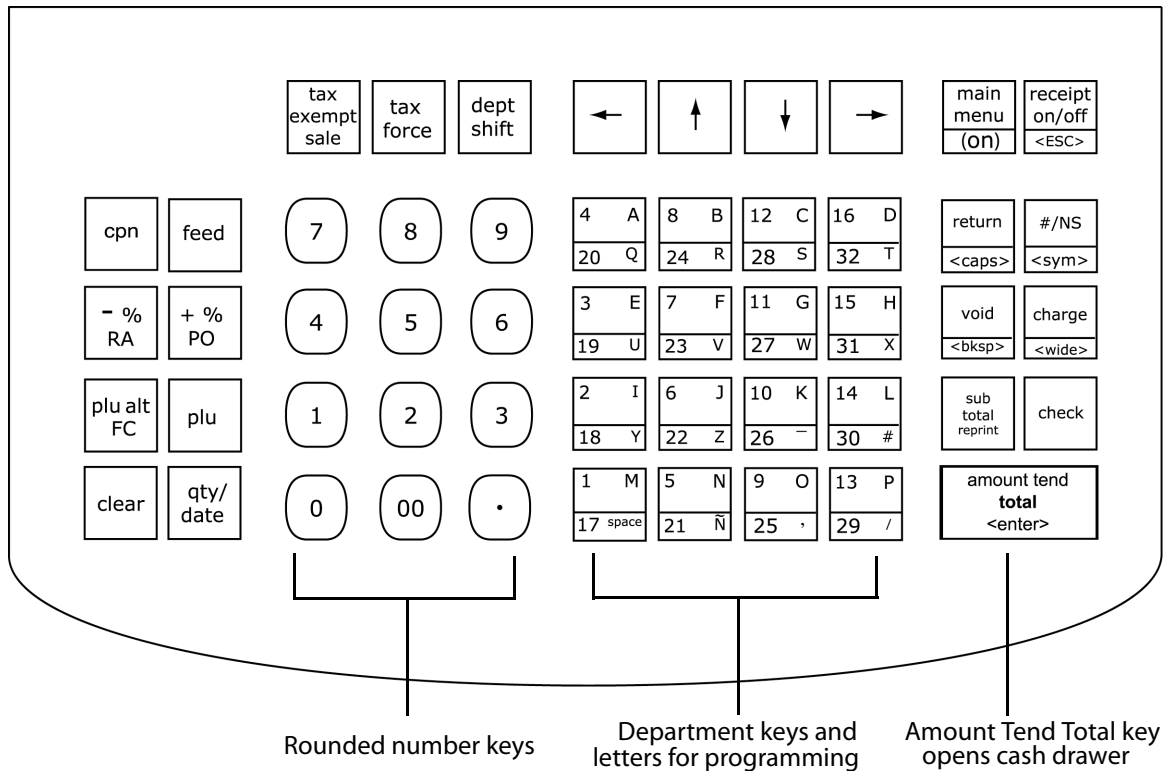 tax
exempt
sale
tax
force
dept
shift
←
↑
↓
→
main
menu
(on)
receipt
on/off
<ESC>
cpn
feed
7
8
9
4 A
20 Q
8 B
24 R
12 C
28 S
16 D
32 T
return
<caps>
#/NS
<sym>
- %
RA
+ %
PO
4
5
6
3 E
19 U
7 F
23 V
11 G
27 W
15 H
31 X
void
<bksp>
charge
<wide>
plu alt
FC
plu
1
2
3
2 I
18 Y
6 J
22 Z
10 K
26 –
14 L
30 #
sub
total
reprint
check
clear
qty/
date
0
00
.
1 M
17 space
5 N
21 Ñ
9 O
25 ,
13 P
29 /
amount tend
total
<enter>
Rounded number keys
Department keys and
letters for programming
Amount Tend Total key
opens cash drawer